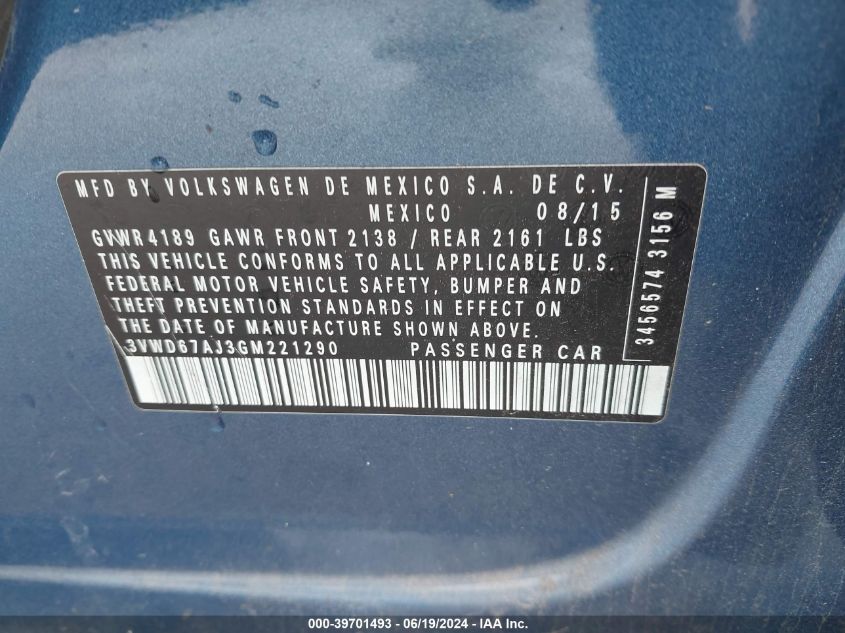 MFD BY VOLKSWAGEN DE MEXICO S.A. DE C.V.
MEXICO 08/15
GVWR4189 GAWR FRONT 2138 / REAR 2161 LBS
THIS VEHICLE CONFORMS TO ALL APPLICABLE U.S.
FEDERAL MOTOR VEHICLE SAFETY, BUMPER AND
THEFT PREVENTION STANDARDS IN EFFECT ON
THE DATE OF MANUFACTURE SHOWN ABOVE.
3VWD67AJ3GM221290 PASSENGER CAR
3456574 3156 M
000-39701493 - 06/19/2024 - IAAI.com